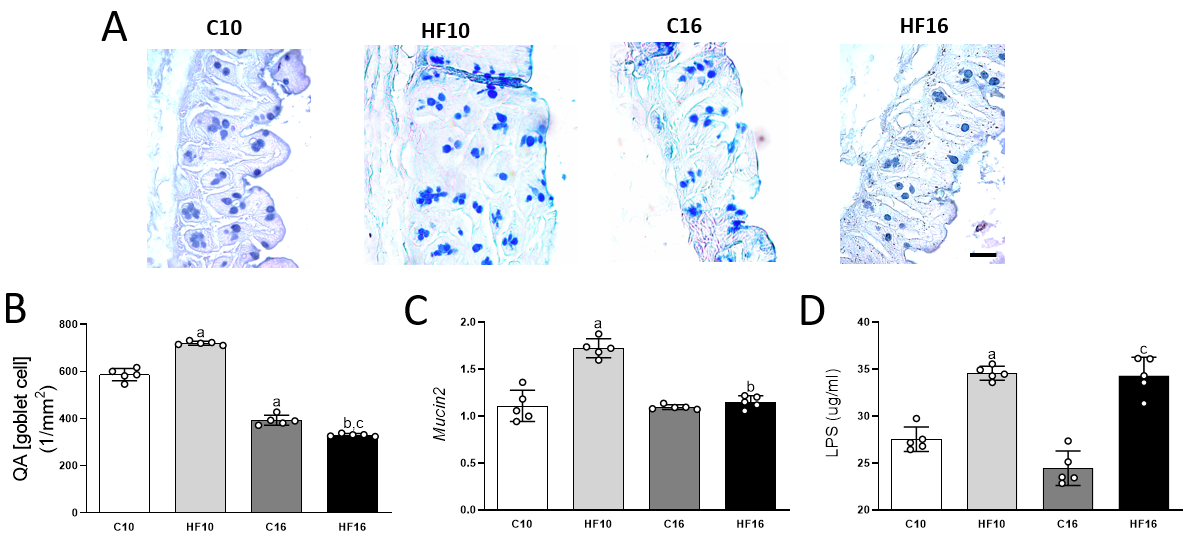 A
C10
HF10
C16
HF16
B
QA [goblet cell]
(1/mm2)
800
600
400
200
0
a
a
b,c
C10
HF10
C16
HF16
C
Mucin2
2.0
1.5
1.0
0.5
0.0
a
b
C10
HF10
C16
HF16
D
LPS (ug/ml)
40
35
30
25
20
a
c
C10
HF10
C16
HF16